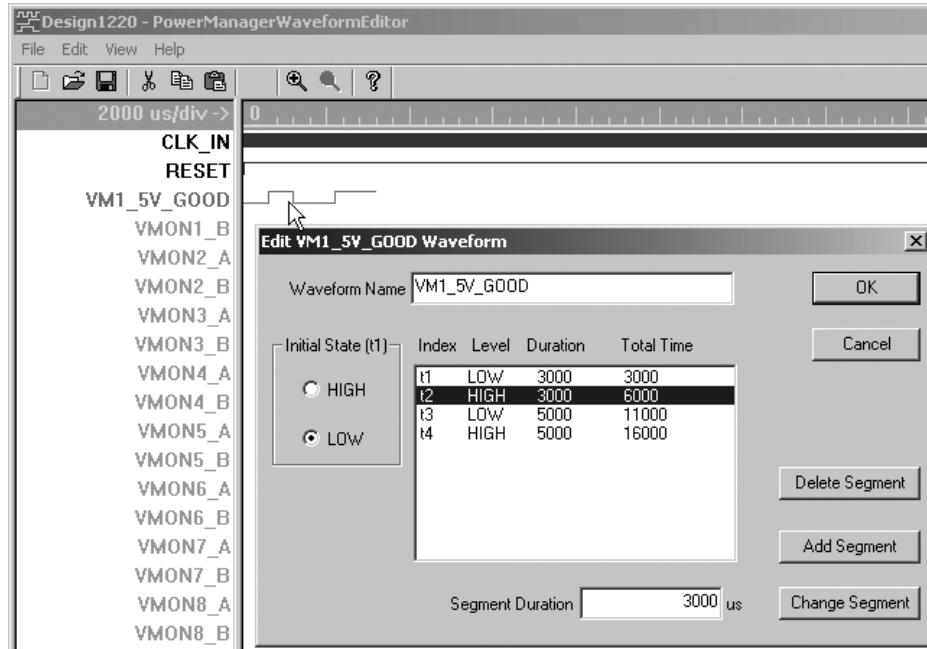 Design1220 - PowerManagerWaveformEditor
File Edit View Help
2000 us/div -> 0
CLK_IN
RESET
VM1_5V_GOOD
VMON1_B
VMON2_A
VMON2_B
VMON3_A
VMON3_B
VMON4_A
VMON4_B
VMON5_A
VMON5_B
VMON6_A
VMON6_B
VMON7_A
VMON7_B
VMON8_A
VMON8_B
Edit VM1_5V_GOOD Waveform
Waveform Name VM1_5V_GOOD
OK
Cancel
Initial State (t1)
HIGH
LOW
Index Level Duration Total Time
t1 LOW 3000 3000
t2 HIGH 3000 6000
t3 LOW 5000 11000
t4 HIGH 5000 16000
Delete Segment
Add Segment
Segment Duration 3000 us
Change Segment